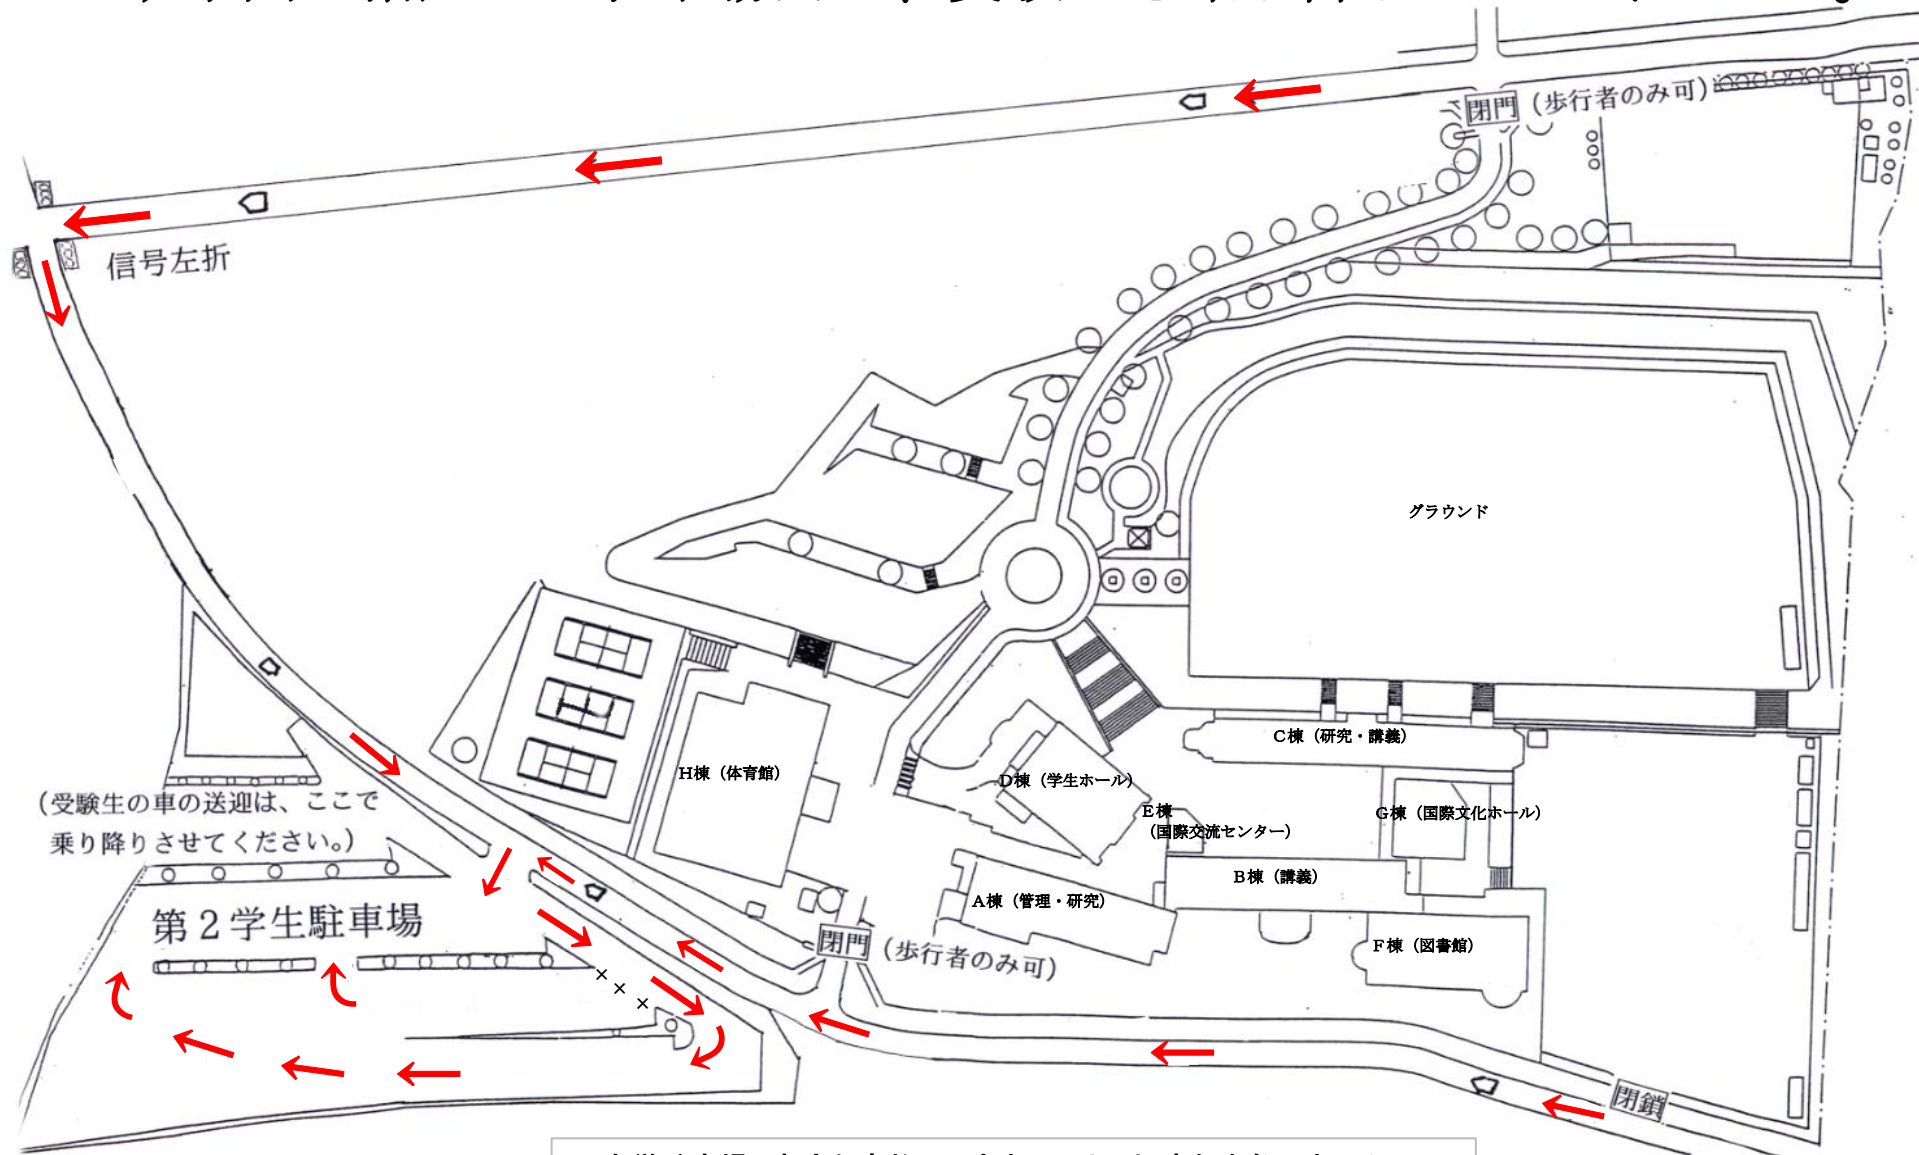 閉門 (歩行者のみ可)
信号左折
グラウンド
C棟（研究・講義）
H棟（体育館）
D棟（学生ホール）
E棟
（国際交流センター）
G棟（国際文化ホール）
(受験生の車の送迎は、ここで
乗り降りさせてください。)
B棟（講義）
A棟（管理・研究）
第２学生駐車場
F棟（図書館）
閉門 (歩行者のみ可)
閉鎖